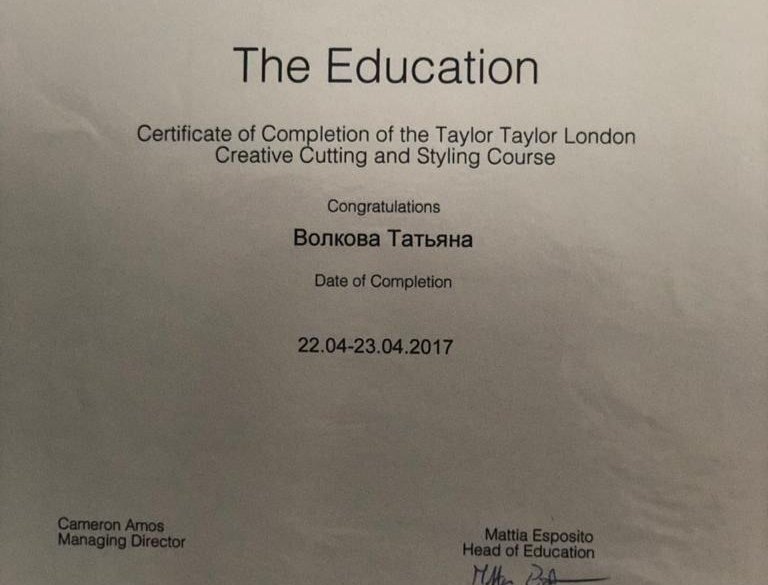 The Education
Certificate of Completion of the Taylor Taylor London
Creative Cutting and Styling Course
Congratulations
Волкова Татьяна
Date of Completion
22.04-23.04.2017
Cameron Amos
Managing Director
Mattia Esposito
Head of Education